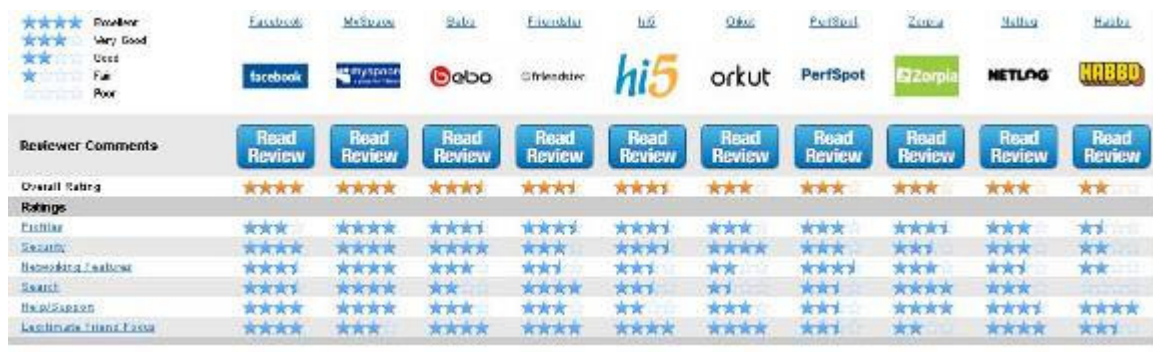 Excellent
Very Good
Good
Fair
Poor
Facebook MySpace Bebo Friendster hi5 Orkut PerfSpot Zorpia Netlog Habbo
facebook myspace bebo friendster hi5 orkut PerfSpot Zorpia NETLOG HABBO
Reviewer Comments Read Review Read Review Read Review Read Review Read Review Read Review Read Review Read Review Read Review Read Review
Overall Rating
Ratings
Profiles
Security
Networking Features
Search
Help/Support
Legitimate Friend Focus